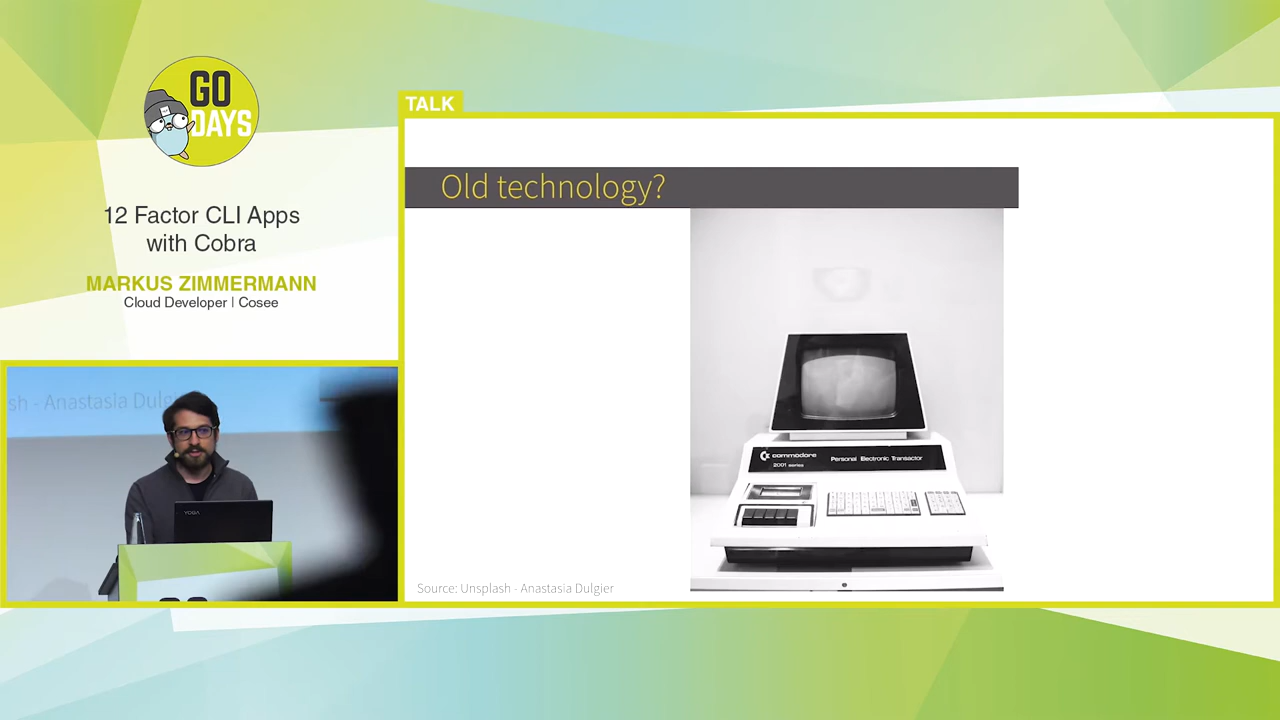 GO
DAYS
12 Factor CLI Apps
with Cobra
MARKUS ZIMMERMANN
Cloud Developer | Cosee
TALK
Old technology?
commodore
2001 series
Personal Electronic Transactor
Source: Unsplash - Anastasia Dulgier
sh - Anastasia Dulg
YOGA